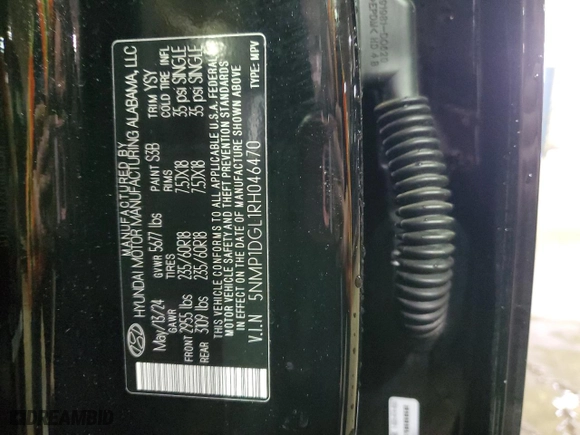 MANUFACTURED BY
HYUNDAI MOTOR MANUFACTURING ALABAMA, LLC
May/13/24 GVWR 5677 lbs PAINT S3B TRIM YSY
GAWR TIRES RIMS COLD TIRE INFL
FRONT 2955 lbs 235/60R18 7.5JX18 35 psi SINGLE
REAR 3109 lbs 235/60R18 7.5JX18 35 psi SINGLE
THIS VEHICLE CONFORMS TO ALL APPLICABLE U.S.A. FEDERAL
MOTOR VEHICLE SAFETY AND THEFT PREVENTION STANDARDS
IN EFFECT ON THE DATE OF MANUFACTURE SHOWN ABOVE
V.I.N 5NMP1DGL1RH046470 TYPE: MPV
DREAMBID